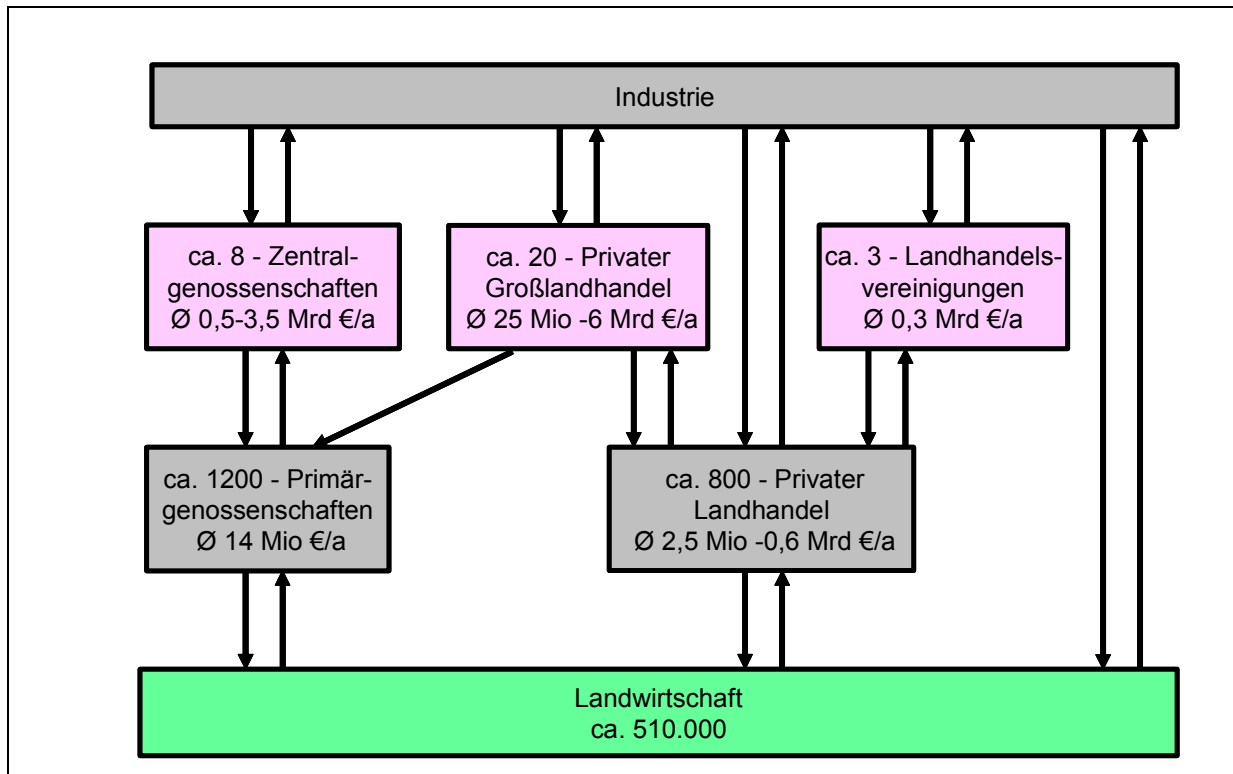 Industrie
ca. 8 - Zentral-
genossenschaften
Ø 0,5-3,5 Mrd €/a
ca. 20 - Privater
Großlandhandel
Ø 25 Mio -6 Mrd €/a
ca. 3 - Landhandels-
vereinigungen
Ø 0,3 Mrd €/a
ca. 1200 - Primär-
genossenschaften
Ø 14 Mio €/a
ca. 800 - Privater
Landhandel
Ø 2,5 Mio -0,6 Mrd €/a
Landwirtschaft
ca. 510.000